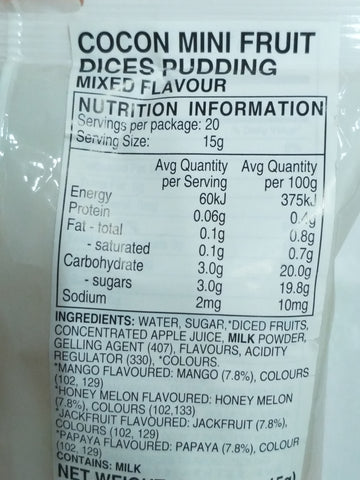 COCON MINI FRUIT
DICES PUDDING
MIXED FLAVOUR
NUTRITION INFORMATION
Servings per package: 20
Serving Size: 15g
Avg Quantity Avg Quantity
per Serving per 100g
Energy 60kJ 375kJ
Protein 0.06g 0.4g
Fat - total 0.1g 0.8g
- saturated 0.1g 0.7g
Carbohydrate 3.0g 20.0g
- sugars 3.0g 19.8g
Sodium 2mg 10mg
INGREDIENTS: WATER, SUGAR,*DICED FRUITS,
CONCENTRATED APPLE JUICE, MILK POWDER,
GELLING AGENT (407), FLAVOURS, ACIDITY
REGULATOR (330), *COLOURS.
*MANGO FLAVOURED: MANGO (7.8%), COLOURS
(102, 129)
*HONEY MELON FLAVOURED: HONEY MELON
(7.8%), COLOURS (102,133)
*JACKFRUIT FLAVOURED: JACKFRUIT (7.8%),
COLOURS (102, 129)
*PAPAYA FLAVOURED: PAPAYA (7.8%), COLOUR
(102, 129)
CONTAINS: MILK
NET